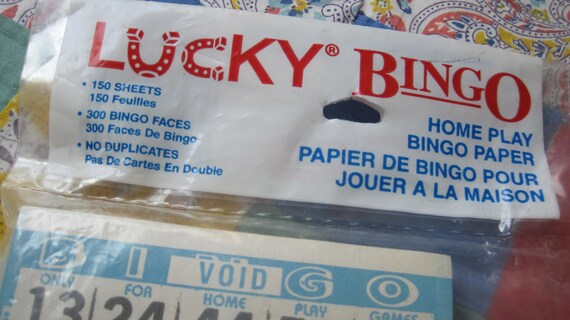 LUCKY® BINGO
• 150 SHEETS
150 Feuilles
• 300 BINGO FACES
300 Faces De Bingo
• NO DUPLICATES
Pas De Cartes En Double
HOME PLAY
BINGO PAPER
PAPIER DE BINGO POUR
JOUER A LA MAISON
B I VOID G O
ONLY FOR HOME PLAY GAMES
13 24 44